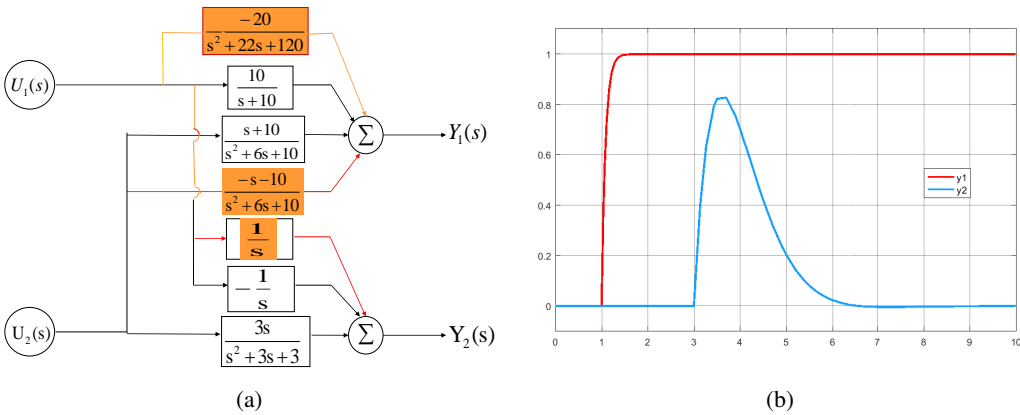 -20
s² + 22s + 120
U₁(s)
10
s+10
s+10
s² + 6s + 10
Σ
Y₁(s)
-s-10
s² + 6s + 10
1
s
-1
s
U₂(s)
3s
s² + 3s + 3
Σ
Y₂(s)
(a)
1
0.8
0.6
0.4
0.2
0
y1
y2
0 1 2 3 4 5 6 7 8 9 10
(b)